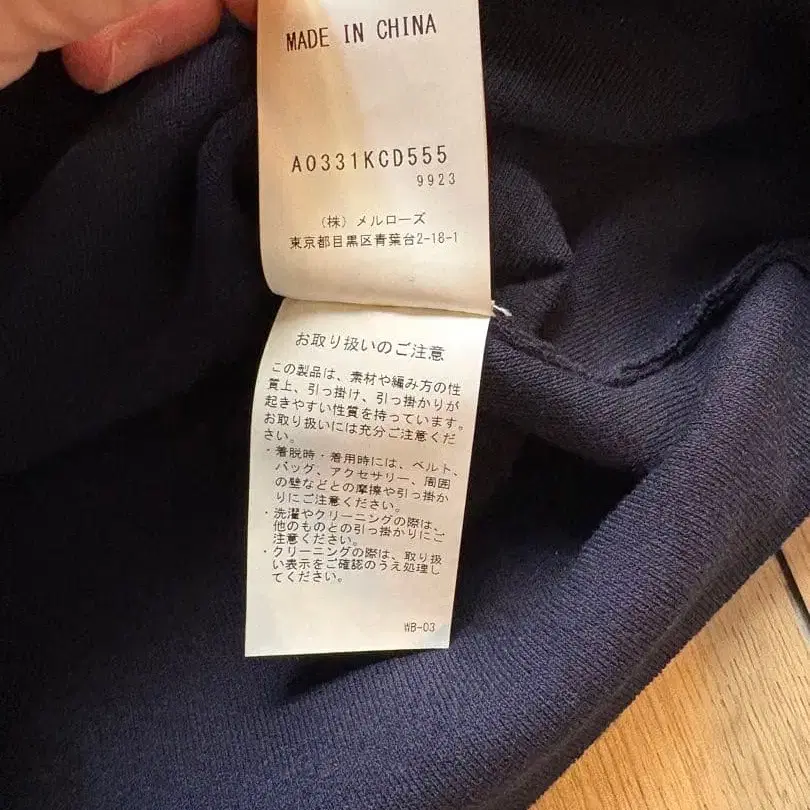 MADE IN CHINA
A0331KCD555
9923
(株) メルローズ
東京都目黒区青葉台2-18-1
お取り扱いのご注意
この製品は、素材や編み方の性
質上、引っ掛け、引っ掛かりが
起きやすい性質を持っています。
お取り扱いには充分ご注意くだ
さい。
・着脱時・着用時には、ベルト、
バッグ、アクセサリー、周囲
の壁などとの摩擦や引っ掛か
りにご注意ください。
・洗濯やクリーニングの際は、
他のものとの引っ掛かりにご
注意ください。
・クリーニングの際は、取り扱
い表示をご確認のうえ処理し
てください。
WB-03